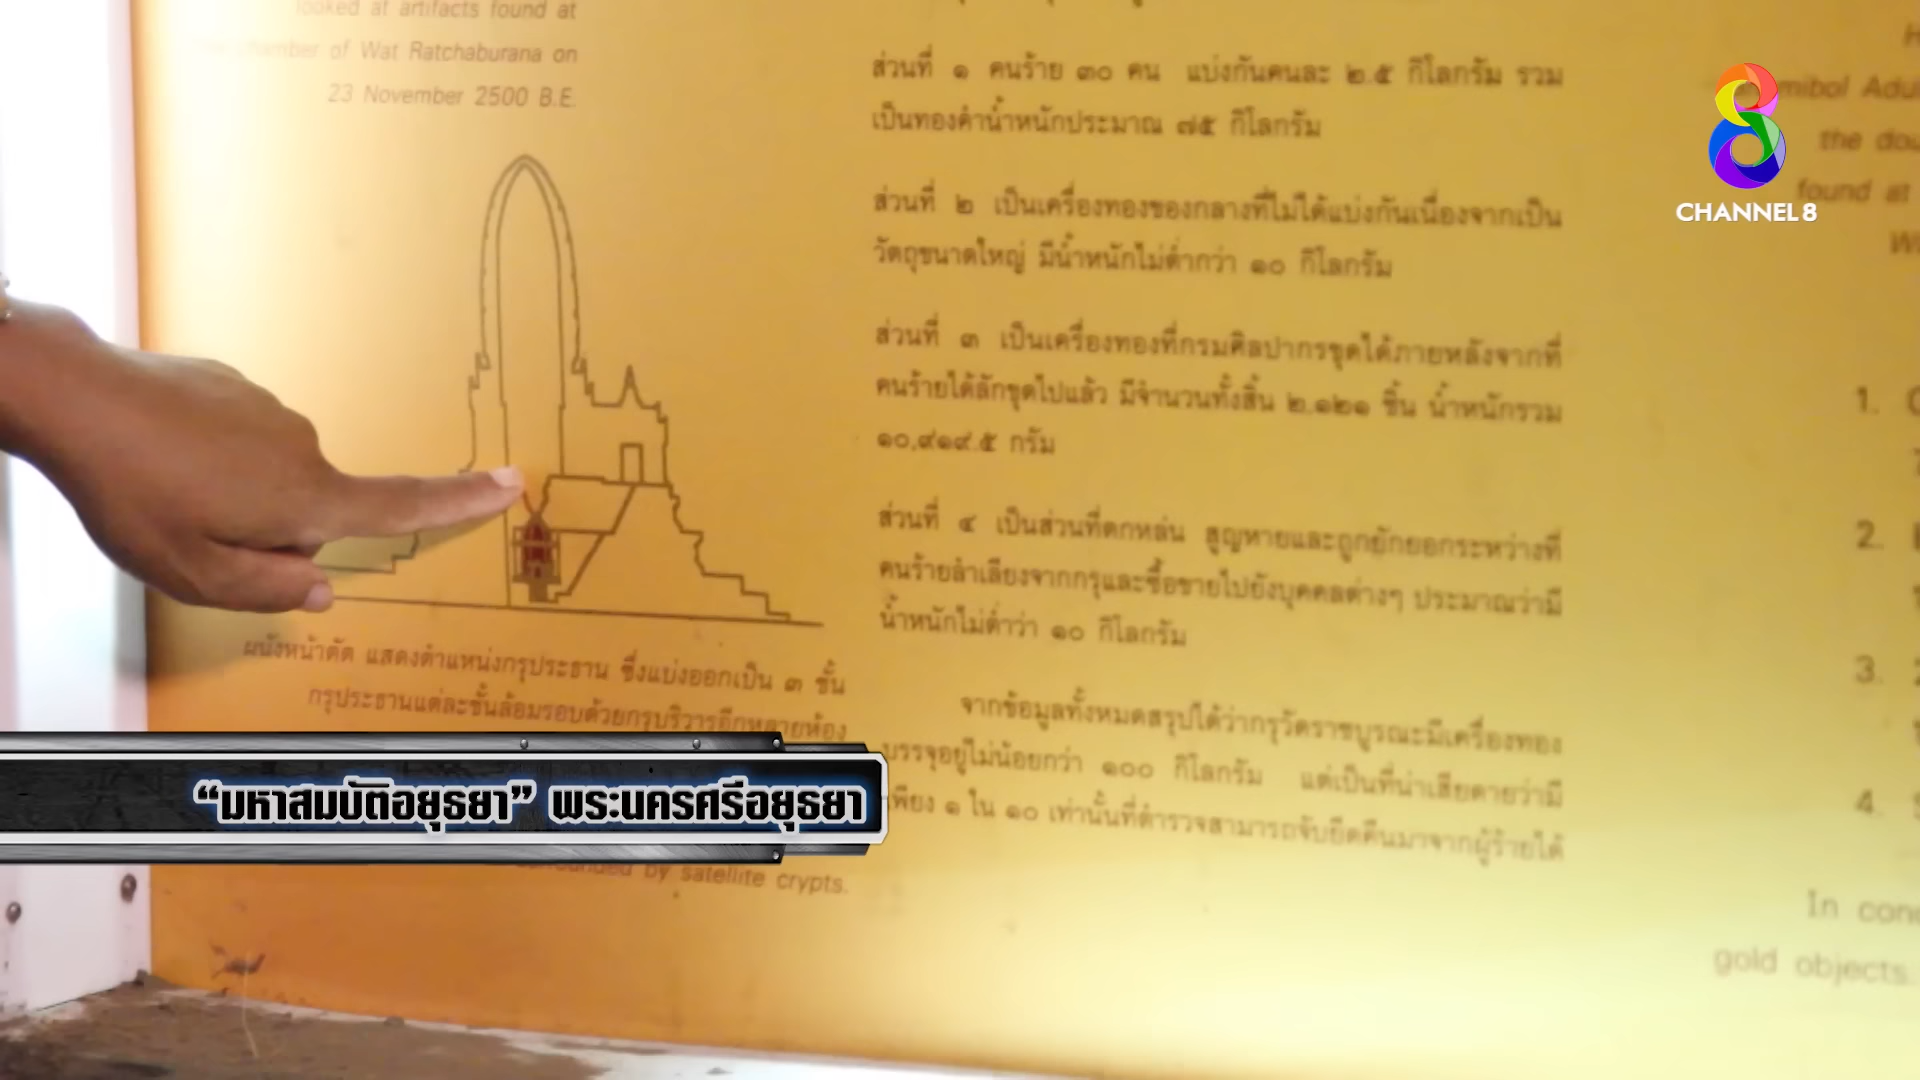 looked at artifacts found at
chamber of Wat Ratchaburana on
23 November 2500 B.E.
ผนังหน้าตัด แสดงตำแหน่งกรุประธาน ซึ่งแบ่งออกเป็น ๓ ชั้น
กรุประธานแต่ละชั้นล้อมรอบด้วยกรุบริวารอีกหลายห้อง
surrounded by satellite crypts.
ส่วนที่ ๑ คนร้าย ๓๐ คน แบ่งกันคนละ ๒.๕ กิโลกรัม รวม
เป็นทองคำน้ำหนักประมาณ ๗๕ กิโลกรัม
ส่วนที่ ๒ เป็นเครื่องทองของกลางที่ไม่ได้แบ่งกันเนื่องจากเป็น
วัตถุขนาดใหญ่ มีน้ำหนักไม่ต่ำกว่า ๑๐ กิโลกรัม
ส่วนที่ ๓ เป็นเครื่องทองที่กรมศิลปากรขุดได้ภายหลังจากที่
คนร้ายได้ลักขุดไปแล้ว มีจำนวนทั้งสิ้น ๒,๑๒๑ ชิ้น น้ำหนักรวม
๑๐,๙๑๙.๕ กรัม
ส่วนที่ ๔ เป็นส่วนที่ตกหล่น สูญหายและถูกยักยอกระหว่างที่
คนร้ายลำเลียงจากกรุและซื้อขายไปยังบุคคลต่างๆ ประมาณว่ามี
น้ำหนักไม่ต่ำว่า ๑๐ กิโลกรัม
จากข้อมูลทั้งหมดสรุปได้ว่ากรุวัดราชบูรณะมีเครื่องทอง
บรรจุอยู่ไม่น้อยกว่า ๑๐๐ กิโลกรัม แต่เป็นที่น่าเสียดายว่ามี
เพียง ๑ ใน ๑๐ เท่านั้นที่ตำรวจสามารถจับยึดคืนมาจากผู้ร้ายได้
mibol Adul
the dou
found at
1.
2.
3.
4.
In con
gold objects.
CHANNEL 8
“มหาสมบัติอยุธยา” พระนครศรีอยุธยา